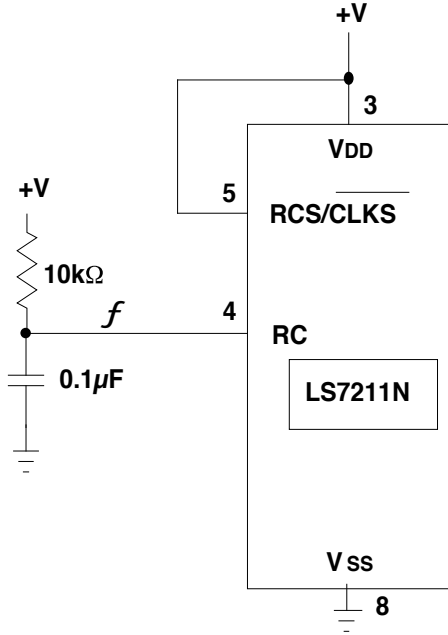 +V
3
VDD
5
+V
RCS/CLKS
10kΩ
f
4
RC
0.1µF
LS7211N
VSS
8